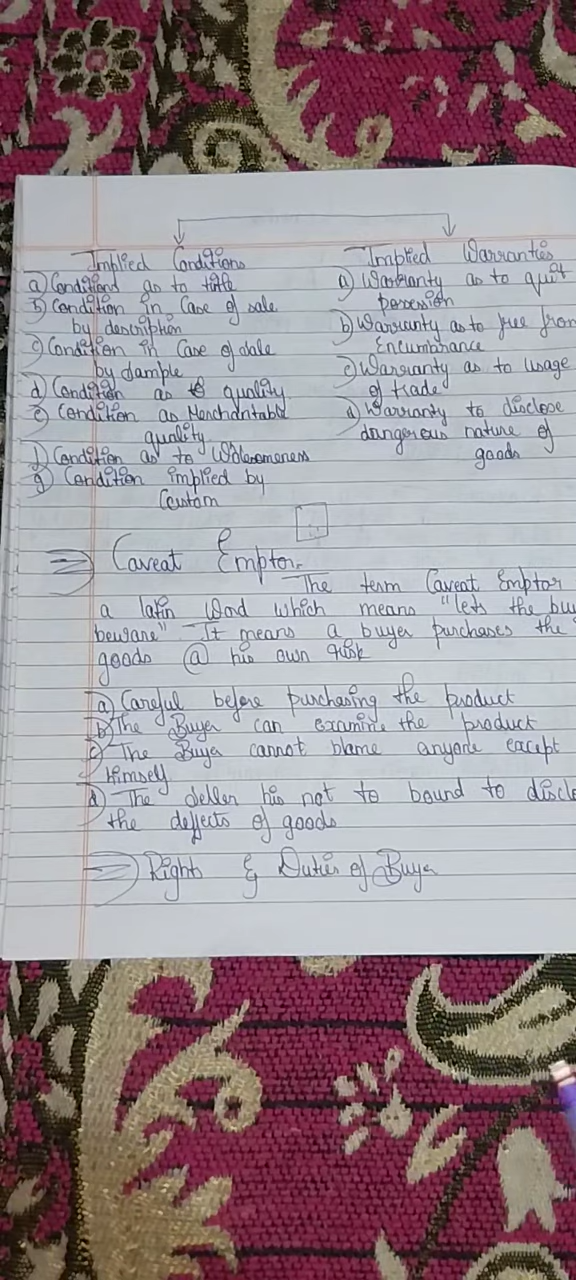 Implied Conditions
a) Conditiond as to title
b) Condition in Case of sale
by description
c) Condition in Case of sale
by sample
d) Condition as to quality
e) Condition as Merchantable
quality
f) Condition as to Wolesomeness
g) Condition implied by
Custom
Implied Warranties
a) Warranty as to quit
possession
b) Warranty as to free from
Encumbrance
c) Warranty as to Usage
of trade
d) Warranty to disclose
dangerous nature of
goods
Caveat Emptor
The term Caveat Emptor
a latin Word which means "lets the bu
beware" It means a buyer purchases the
goods @ his own risk
a) Careful before purchasing the product
b) The Buyer can examine the product
c) The Buyer cannot blame anyone except
Himself
d) The seller his not to bound to discl
the deffects of goods
Right & Duties of Buyer